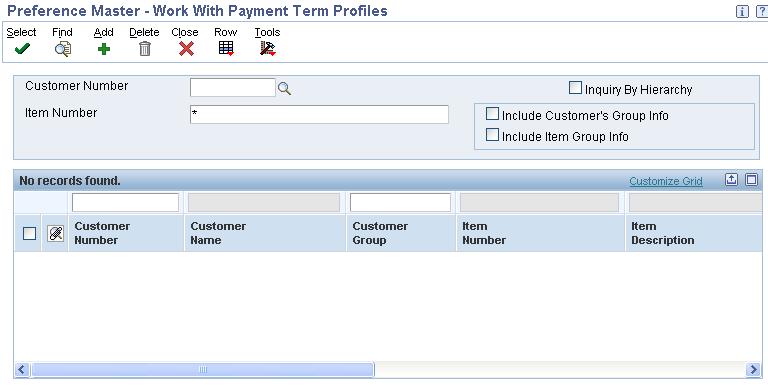 Preference Master - Work With Payment Term Profiles
Select Find Add Delete Close Row Tools
Customer Number
Inquiry By Hierarchy
Item Number
*
Include Customer's Group Info
Include Item Group Info
No records found.
Customize Grid
Customer Number
Customer Name
Customer Group
Item Number
Item Description